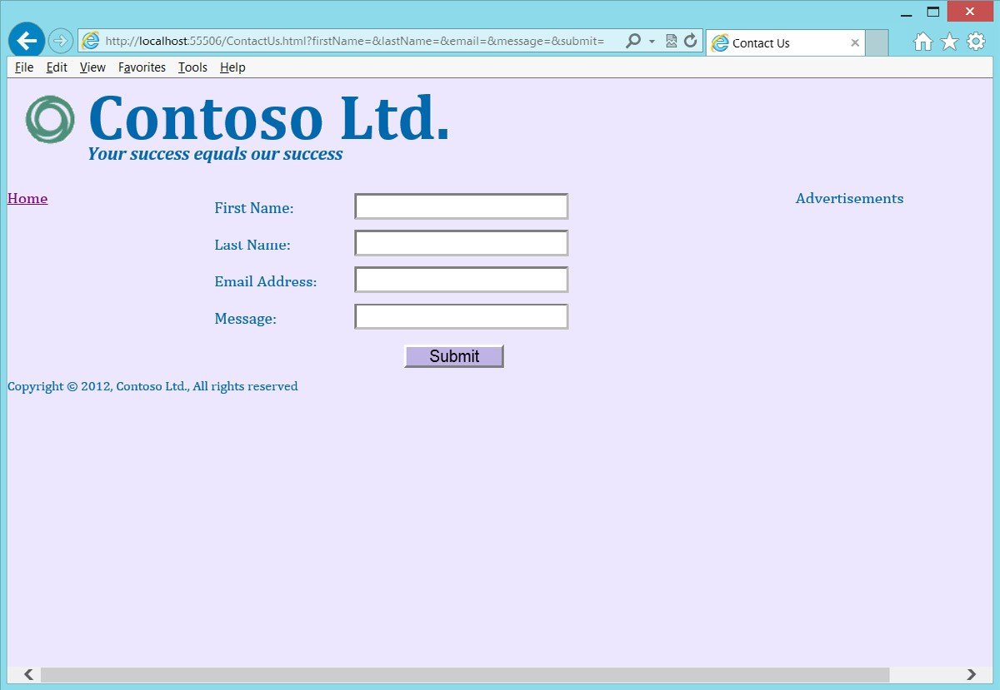 http://localhost:55506/ContactUs.html?firstName=&lastName=&email=&message=&submit=
Contact Us
File Edit View Favorites Tools Help
Contoso Ltd.
Your success equals our success
Home
First Name:
Advertisements
Last Name:
Email Address:
Message:
Submit
Copyright © 2012, Contoso Ltd., All rights reserved